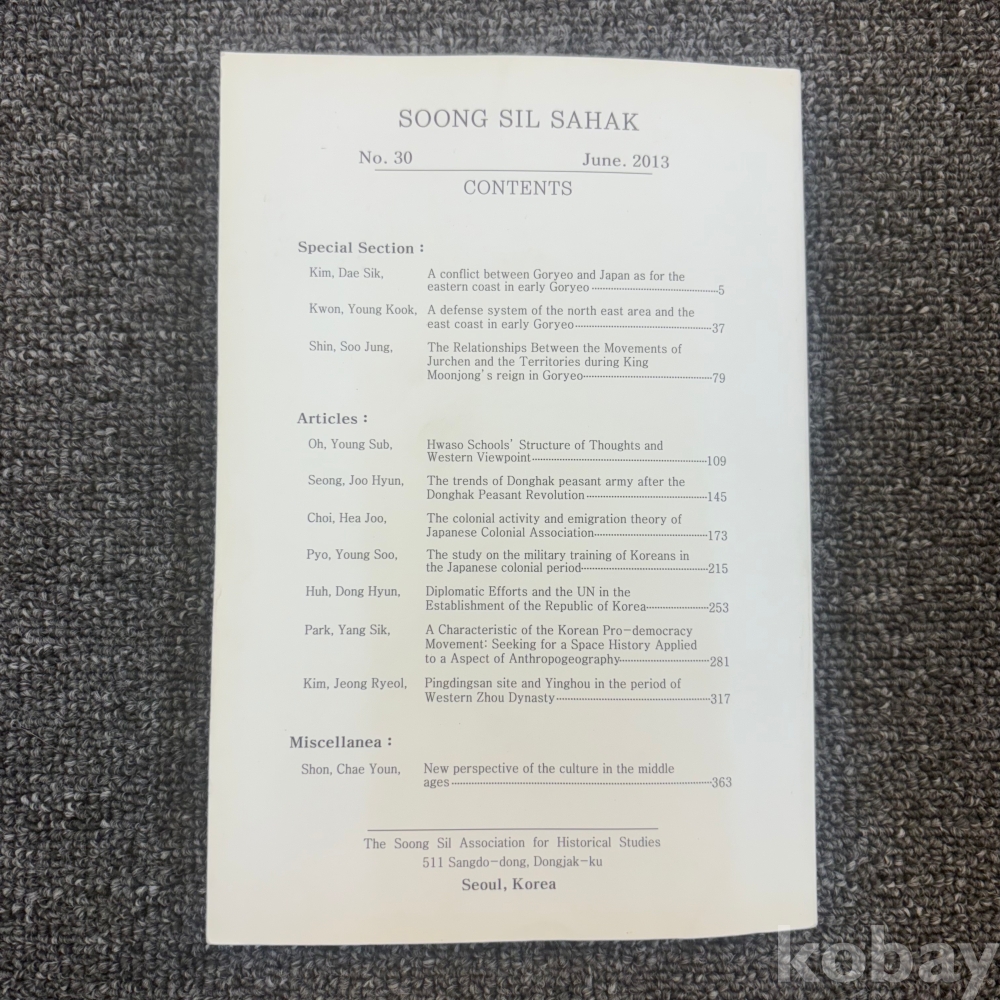 SOONG SIL SAHAK
No. 30 June. 2013
CONTENTS
Special Section :
Kim, Dae Sik, A conflict between Goryeo and Japan as for the
eastern coast in early Goryeo ·····5
Kwon, Young Kook, A defense system of the north east area and the
east coast in early Goryeo·····37
Shin, Soo Jung, The Relationships Between the Movements of
Jurchen and the Territories during King
Moonjong's reign in Goryeo·····79
Articles :
Oh, Young Sub, Hwaso Schools' Structure of Thoughts and
Western Viewpoint·····109
Seong, Joo Hyun, The trends of Donghak peasant army after the
Donghak Peasant Revolution·····145
Choi, Hea Joo, The colonial activity and emigration theory of
Japanese Colonial Association·····173
Pyo, Young Soo, The study on the military training of Koreans in
the Japanese colonial period·····215
Huh, Dong Hyun, Diplomatic Efforts and the UN in the
Establishment of the Republic of Korea·····253
Park, Yang Sik, A Characteristic of the Korean Pro-democracy
Movement: Seeking for a Space History Applied
to a Aspect of Anthropogeography·····281
Kim, Jeong Ryeol, Pingdingsan site and Yinghou in the period of
Western Zhou Dynasty·····317
Miscellanea :
Shon, Chae Youn, New perspective of the culture in the middle
ages·····363
The Soong Sil Association for Historical Studies
511 Sangdo-dong, Dongjak-ku
Seoul, Korea
kobay